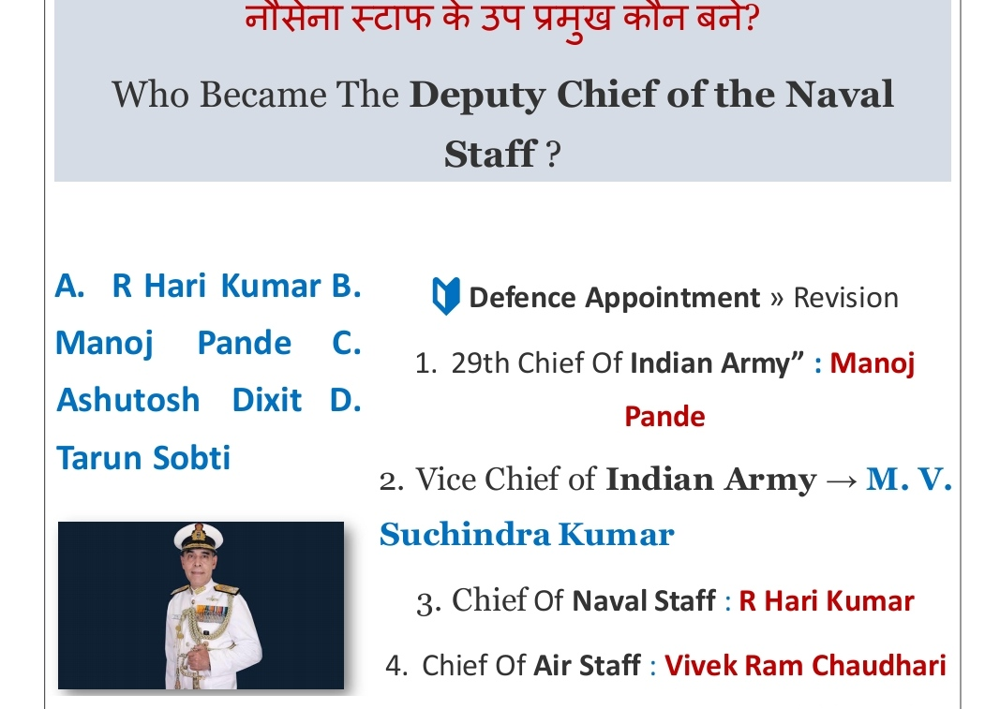 नौसेना स्टाफ के उप प्रमुख कौन बने?
Who Became The Deputy Chief of the Naval
Staff ?
A. R Hari Kumar B.
Manoj Pande C.
Ashutosh Dixit D.
Tarun Sobti
Defence Appointment » Revision
1. 29th Chief Of Indian Army” : Manoj
Pande
2. Vice Chief of Indian Army → M. V.
Suchindra Kumar
3. Chief Of Naval Staff : R Hari Kumar
4. Chief Of Air Staff : Vivek Ram Chaudhari